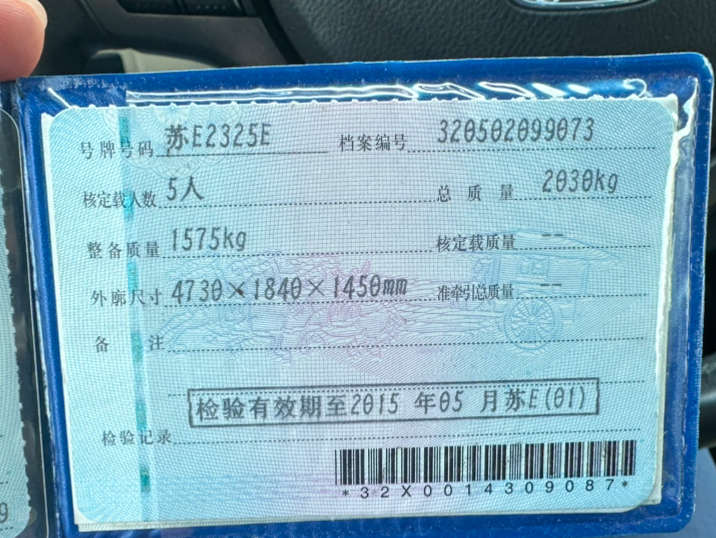 号牌号码 苏E2325E 档案编号 320502099073
核定载人数 5人 总质量 2030kg
整备质量 1575kg 核定载质量 --
外廓尺寸 4730×1840×1450mm 准牵引总质量 --
备注
检验有效期至2015 年05 月苏E(01)
检验记录
*32X0014309087*
9